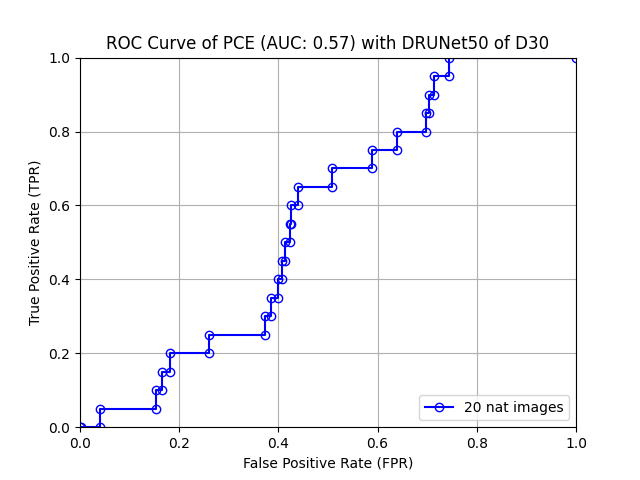 ROC Curve of PCE (AUC: 0.57) with DRUNet50 of D30
True Positive Rate (TPR)
1.0
0.8
0.6
0.4
0.2
0.0
20 nat images
0.0 0.2 0.4 0.6 0.8 1.0
False Positive Rate (FPR)